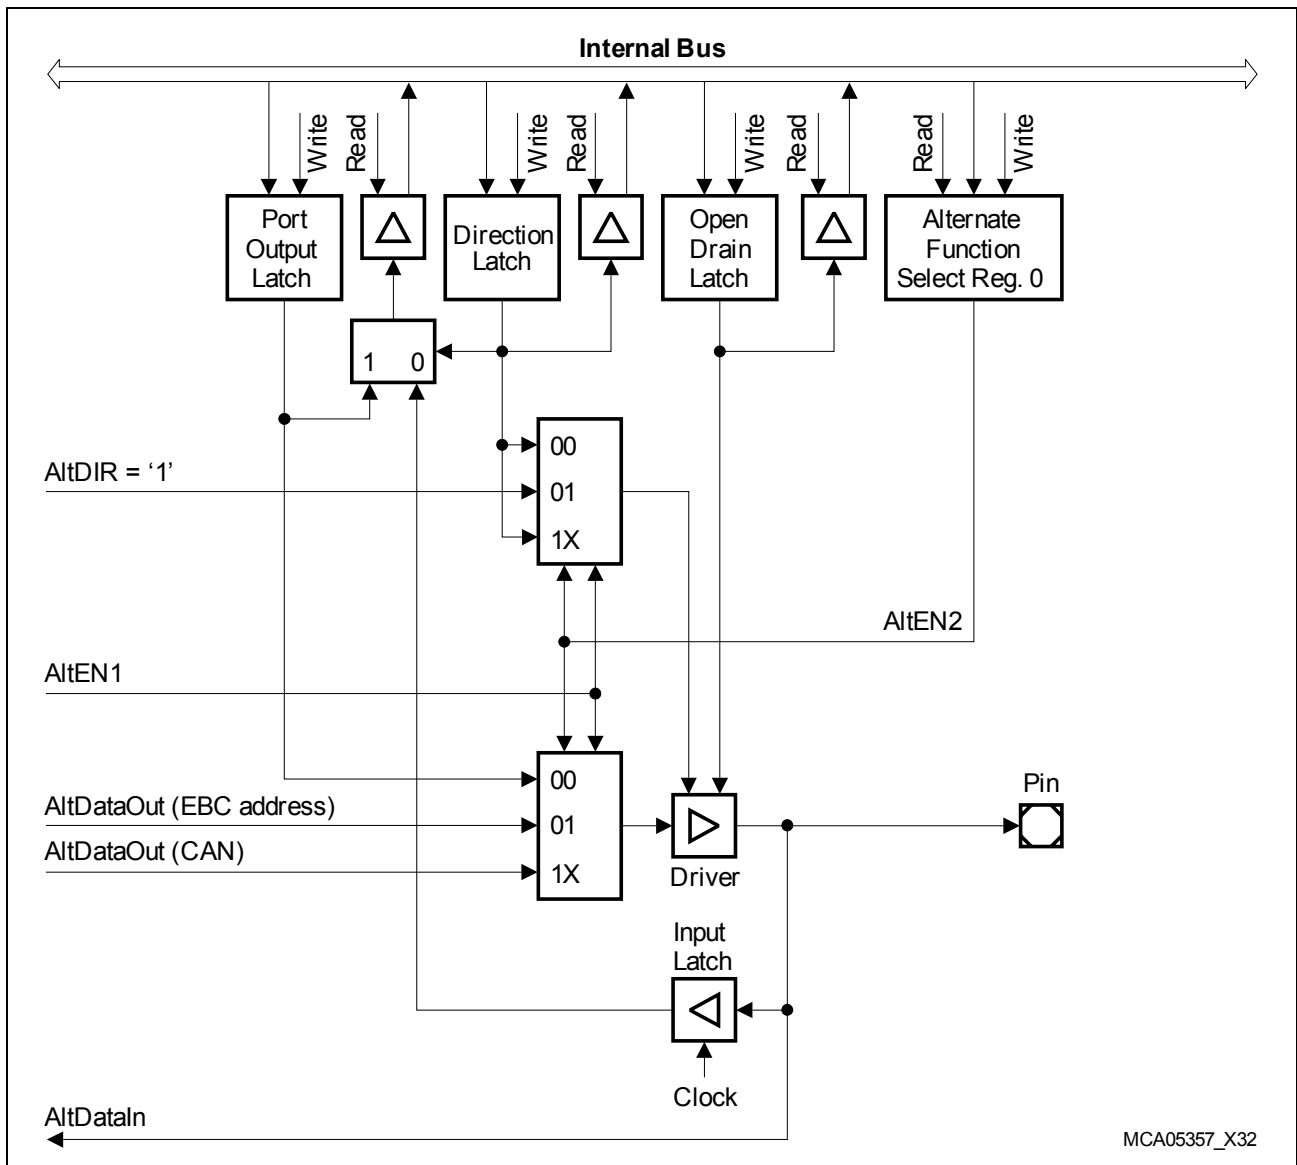 Internal Bus
Write
Read
Write
Read
Write
Read
Read
Write
Port
Output
Latch
Direction
Latch
Open
Drain
Latch
Alternate
Function
Select Reg. 0
1 0
00
AltDIR = ‘1’
01
1X
AltEN2
AltEN1
00
Pin
AltDataOut (EBC address)
01
AltDataOut (CAN)
1X
Driver
Input
Latch
Clock
AltDataIn
MCA05357_X32